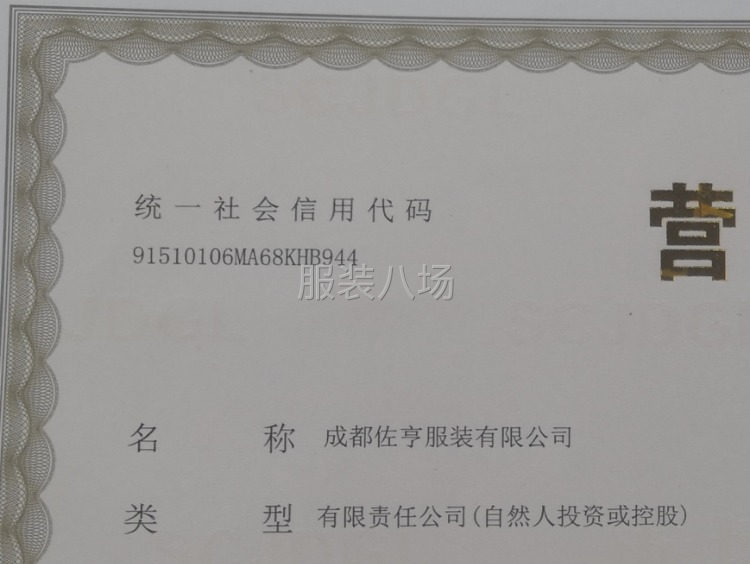 统一社会信用代码
91510106MA68KHB944
营
服装八场
名 称 成都佐亨服装有限公司
类 型 有限责任公司(自然人投资或控股)